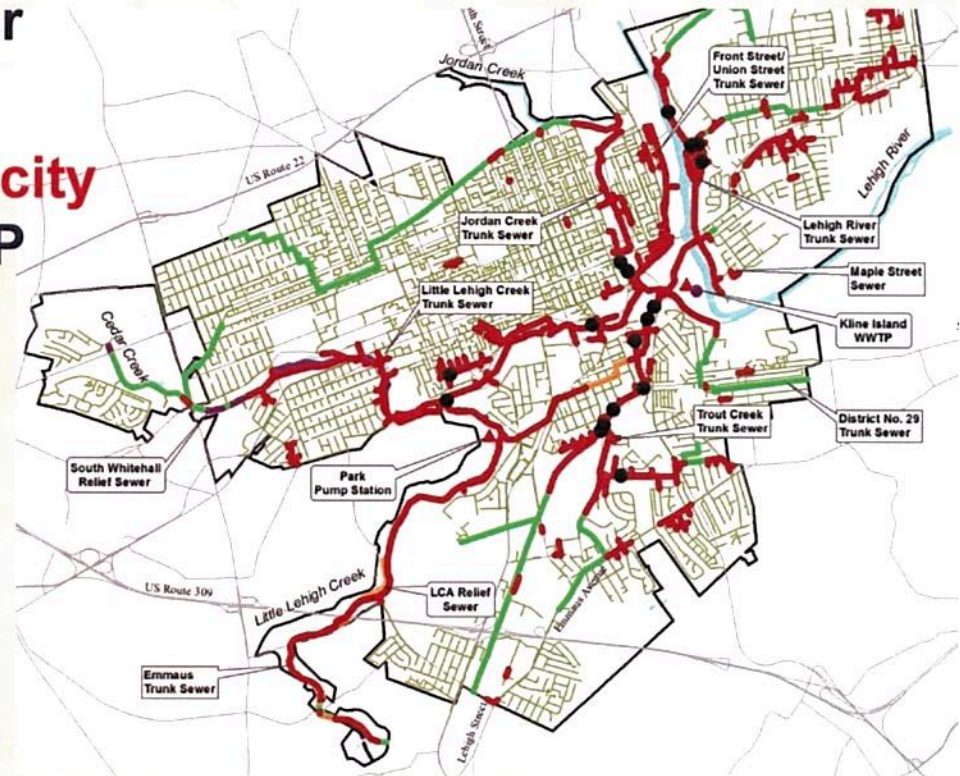 r
city
P
Jordan Creek
Front Street/
Union Street
Trunk Sewer
US Route 22
Lehigh River
Jordan Creek
Trunk Sewer
Lehigh River
Trunk Sewer
Maple Street
Sewer
Little Lehigh Creek
Trunk Sewer
Kline Island
WWTP
Cedar Creek
Trout Creek
Trunk Sewer
District No. 29
Trunk Sewer
South Whitehall
Relief Sewer
Park
Pump Station
US Route 309
Little Lehigh Creek
LCA Relief
Sewer
Emmaus Avenue
Emmaus
Trunk Sewer
Lehigh Street